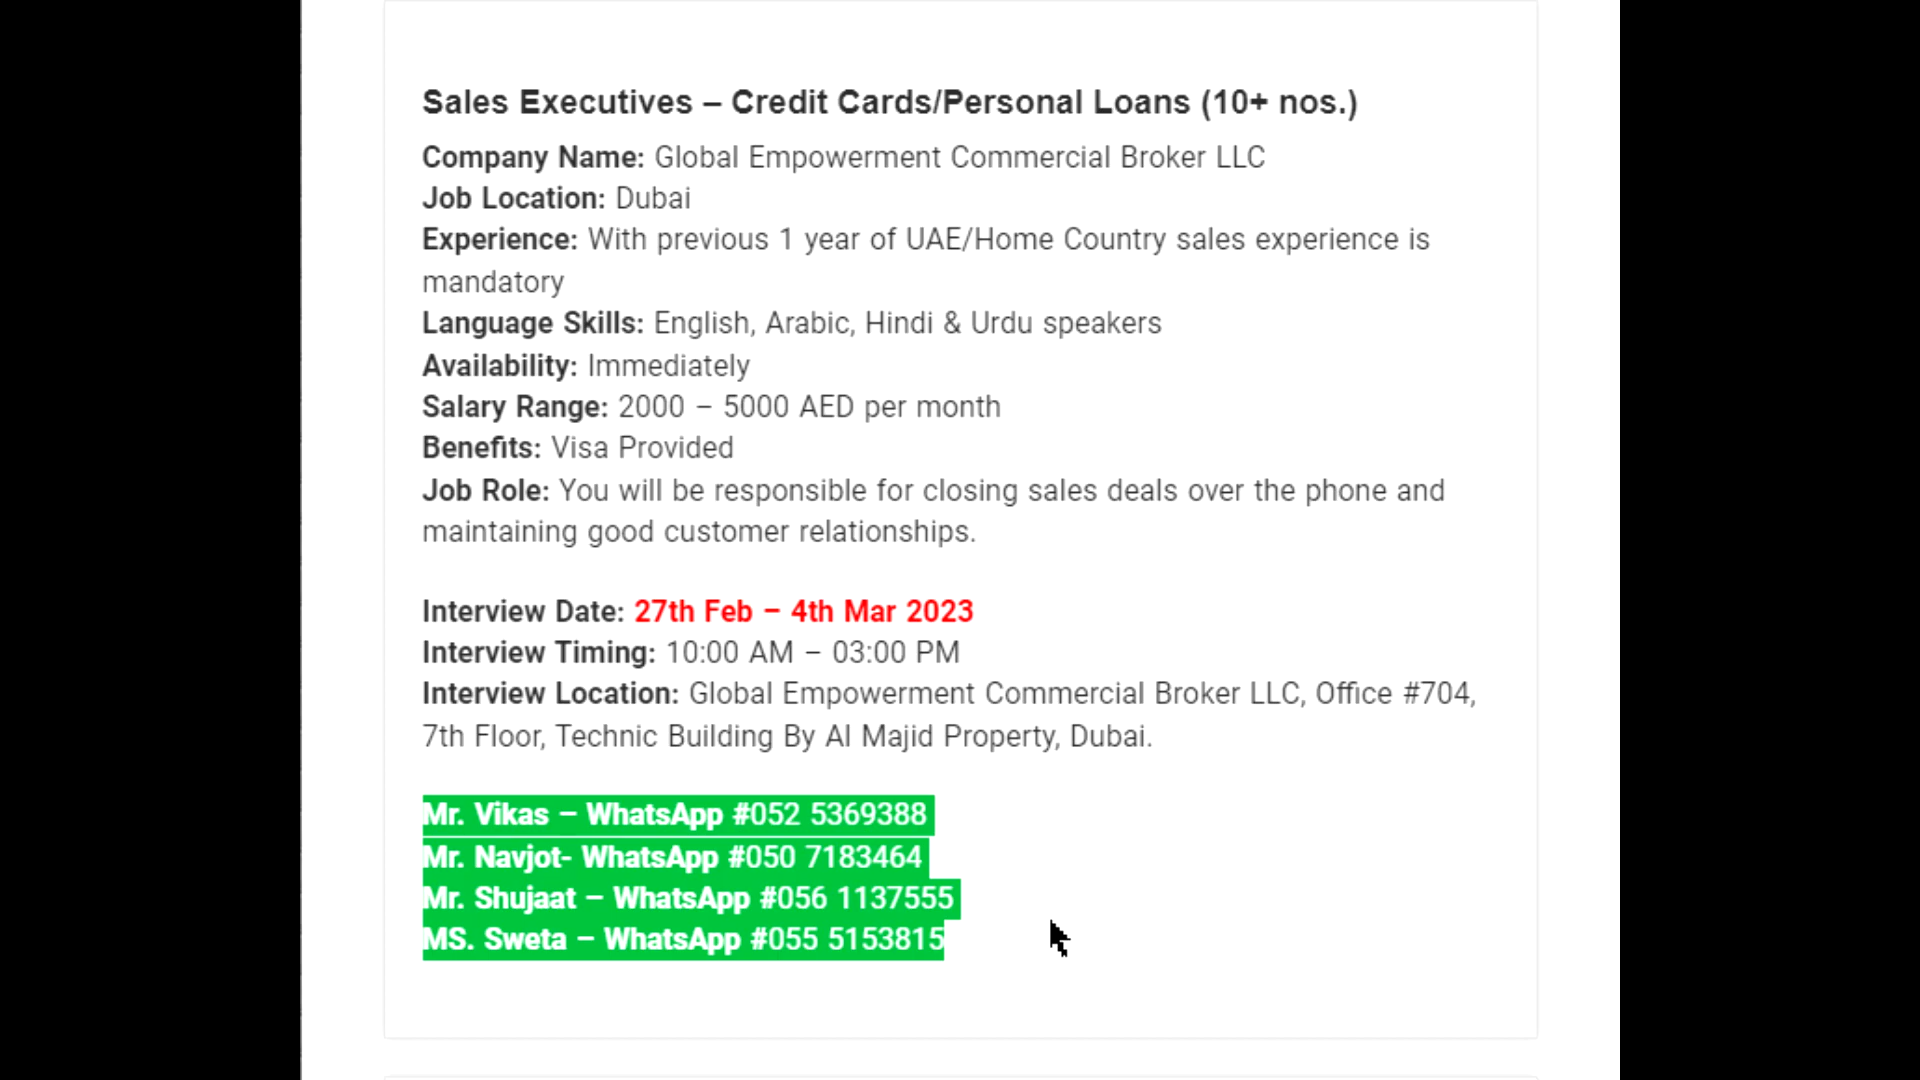 Sales Executives – Credit Cards/Personal Loans (10+ nos.)
Company Name: Global Empowerment Commercial Broker LLC
Job Location: Dubai
Experience: With previous 1 year of UAE/Home Country sales experience is
mandatory
Language Skills: English, Arabic, Hindi & Urdu speakers
Availability: Immediately
Salary Range: 2000 – 5000 AED per month
Benefits: Visa Provided
Job Role: You will be responsible for closing sales deals over the phone and
maintaining good customer relationships.
Interview Date: 27th Feb – 4th Mar 2023
Interview Timing: 10:00 AM – 03:00 PM
Interview Location: Global Empowerment Commercial Broker LLC, Office #704,
7th Floor, Technic Building By Al Majid Property, Dubai.
Mr. Vikas – WhatsApp #052 5369388
Mr. Navjot- WhatsApp #050 7183464
Mr. Shujaat – WhatsApp #056 1137555
MS. Sweta – WhatsApp #055 5153815